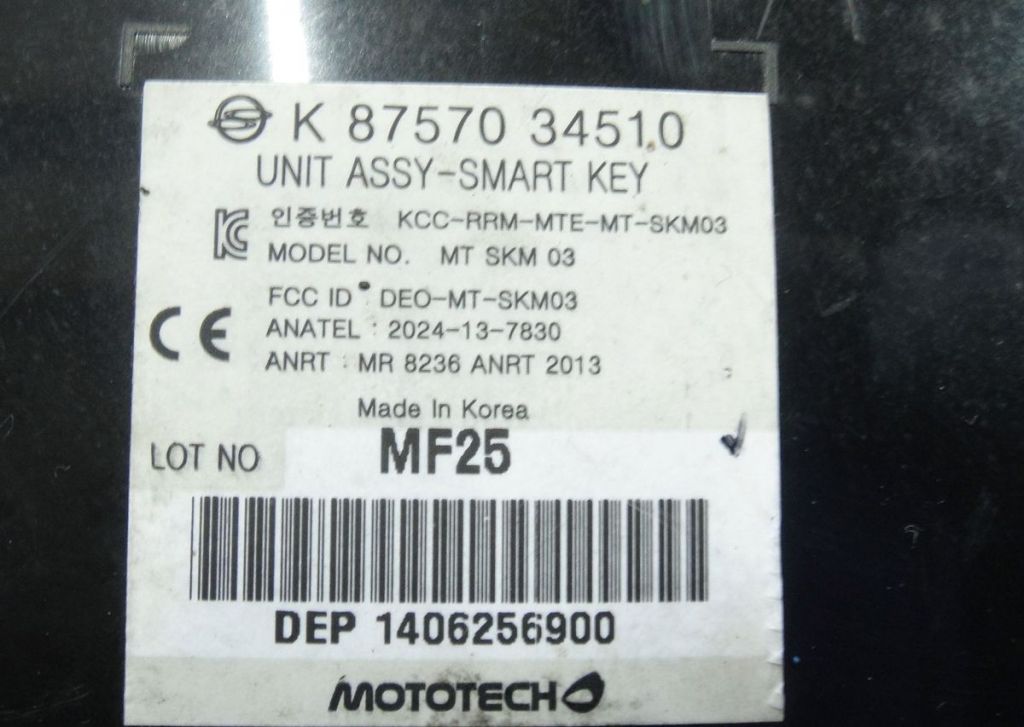 K 87570 34510
UNIT ASSY-SMART KEY
인증번호 KCC-RRM-MTE-MT-SKM03
MODEL NO. MT SKM 03
FCC ID : DEO-MT-SKM03
ANATEL : 2024-13-7830
ANRT : MR 8236 ANRT 2013
Made In Korea
LOT NO MF25
DEP 1406256900
MOTOTECH